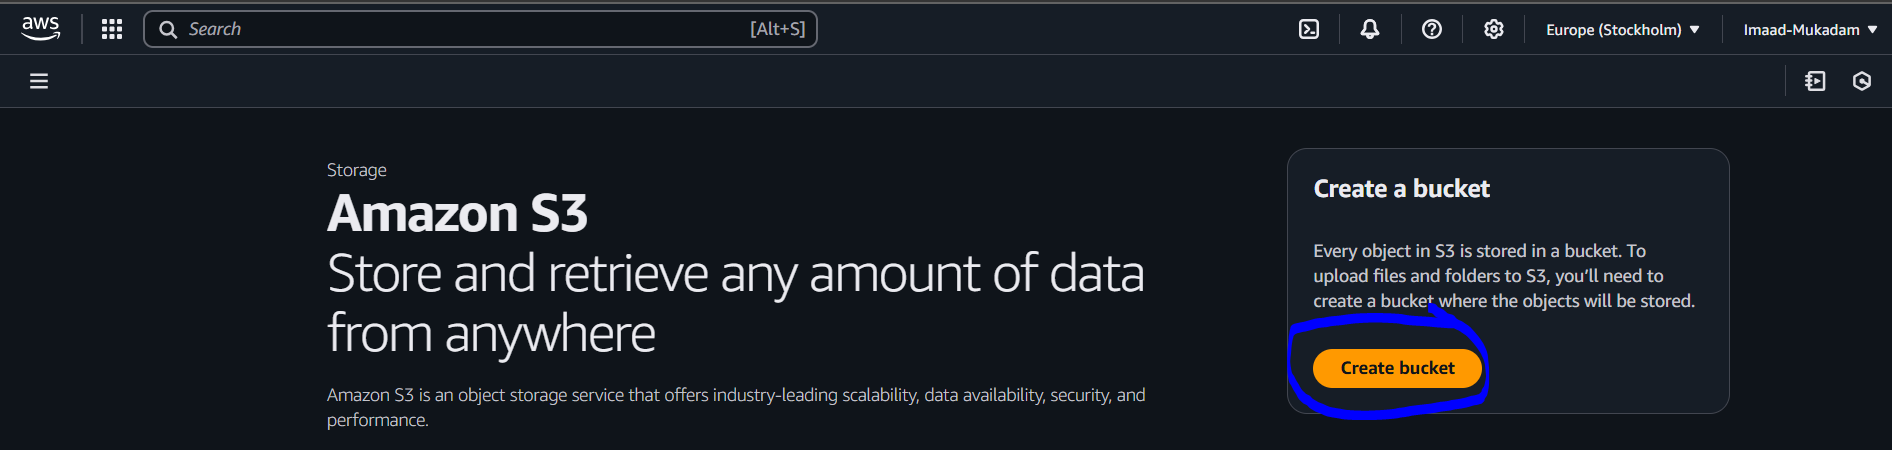 aws
Search [Alt+S]
Europe (Stockholm)
Imaad-Mukadam
Storage
Amazon S3
Store and retrieve any amount of data
from anywhere
Amazon S3 is an object storage service that offers industry-leading scalability, data availability, security, and
performance.
Create a bucket
Every object in S3 is stored in a bucket. To
upload files and folders to S3, you’ll need to
create a bucket where the objects will be stored.
Create bucket